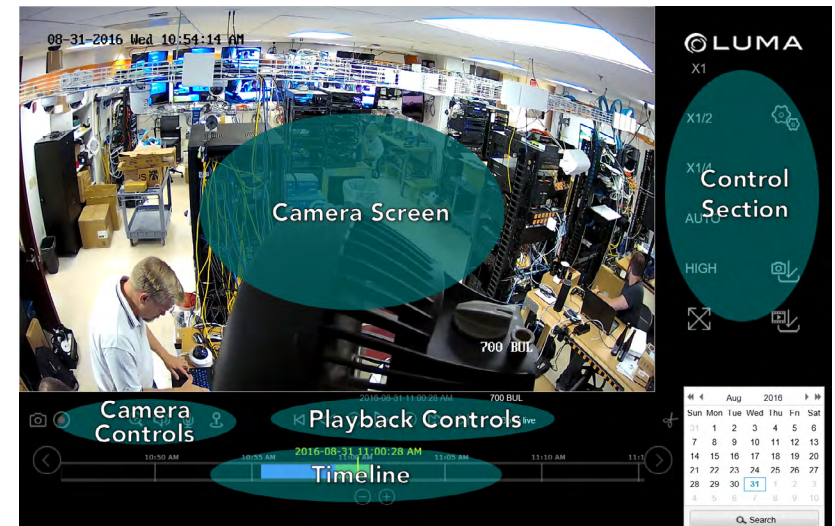 08-31-2016 Wed 10:54:14 AM
LUMA
X1
X1/2
X1/4
Control
Section
AUTO
HIGH
Camera Screen
700 BUL
2016-08-31 11:00:28 AM 700 BUL
Camera
Controls
Playback Controls
live
2016-08-31 11:00:28 AM
10:50 AM 10:55 AM 11:05 AM 11:10 AM
Timeline
Aug 2016
Sun Mon Tue Wed Thu Fri Sat
31 1 2 3 4 5 6
7 8 9 10 11 12 13
14 15 16 17 18 19 20
21 22 23 24 25 26 27
28 29 30 31 1 2 3
4 5 6 7 8 9 10
Search